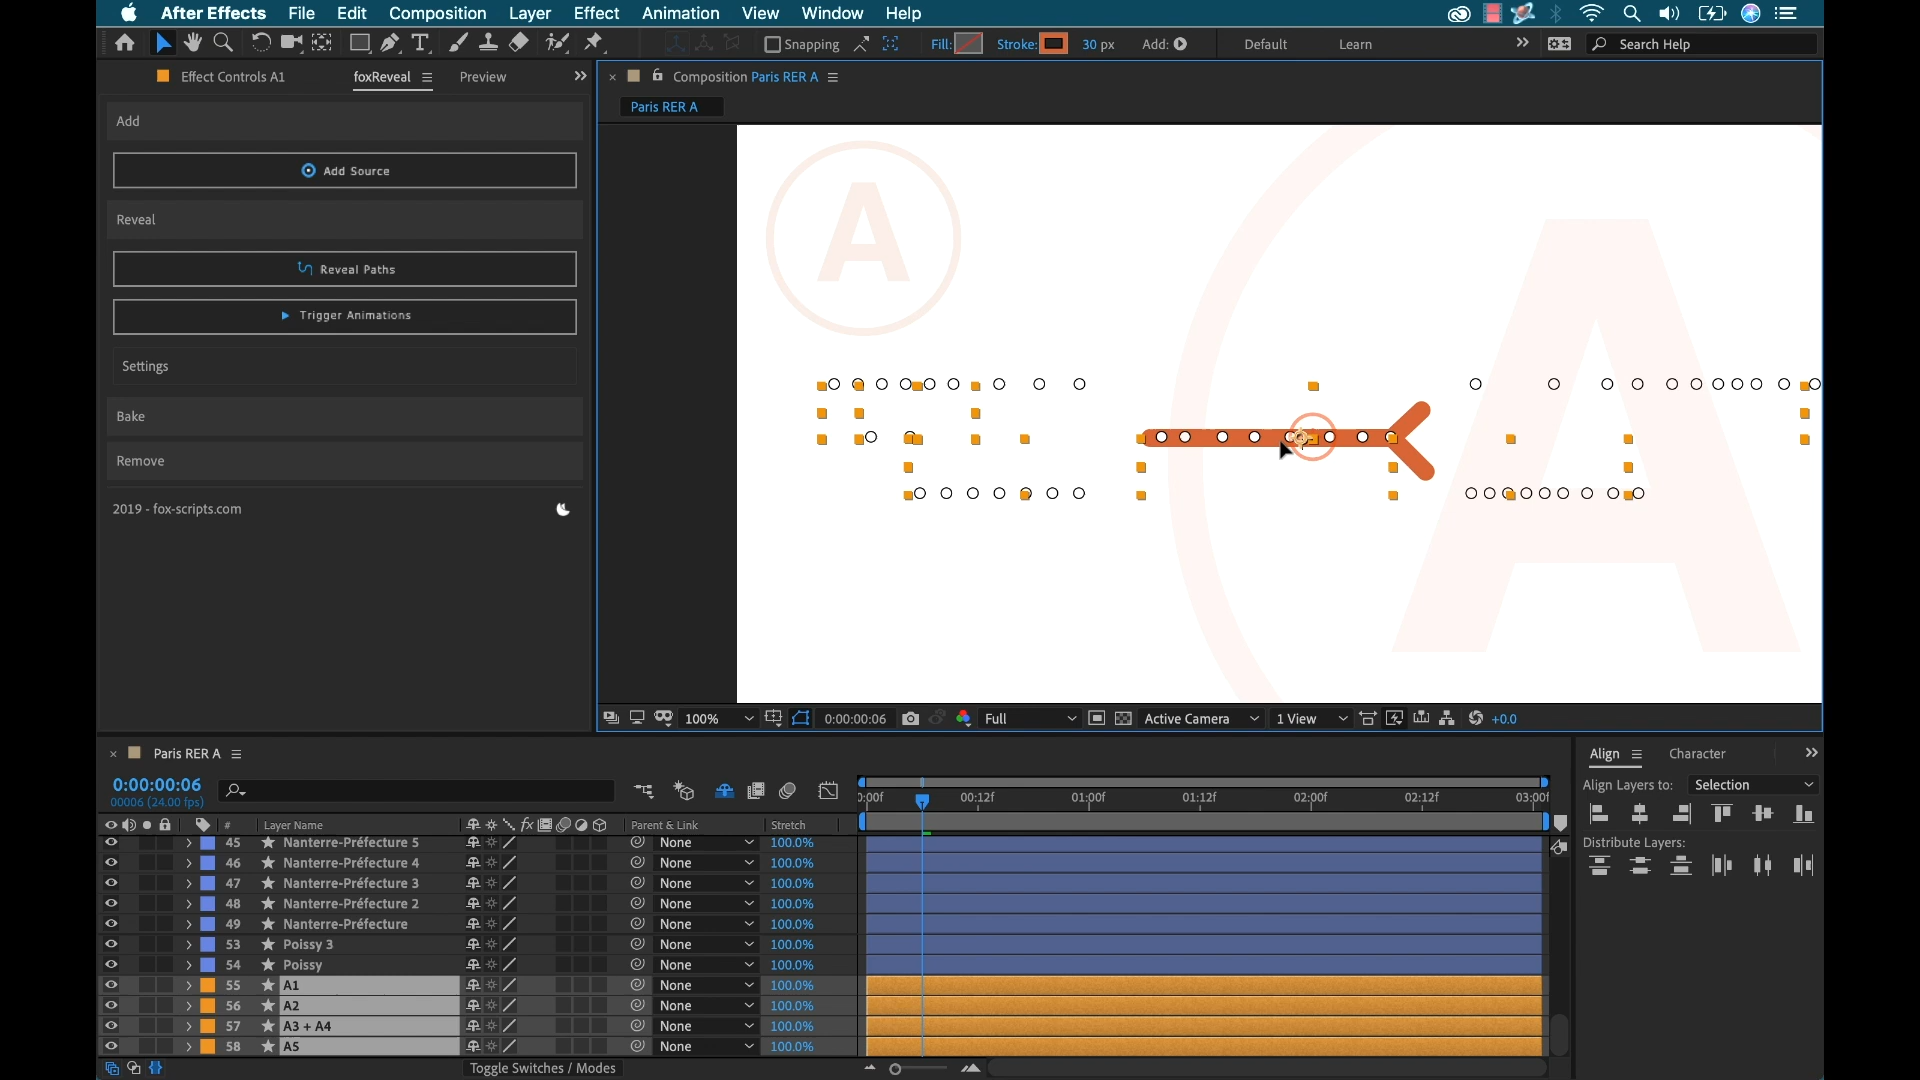 After Effects File Edit Composition Layer Effect Animation View Window Help
Snapping Fill: Stroke: 30 px Add: Default Learn Search Help
Effect Controls A1 foxReveal Preview
Composition Paris RER A
Paris RER A
Add
Add Source
Reveal
Reveal Paths
Trigger Animations
Settings
Bake
Remove
2019 - fox-scripts.com
A
A
100% 0:00:00:06 Full Active Camera 1 View +0.0
Paris RER A
0:00:00:06
00006 (24.00 fps)
0:00f 00:12f 01:00f 01:12f 02:00f 02:12f 03:00f
# Layer Name Parent & Link Stretch
45 Nanterre-Préfecture 5 None 100.0%
46 Nanterre-Préfecture 4 None 100.0%
47 Nanterre-Préfecture 3 None 100.0%
48 Nanterre-Préfecture 2 None 100.0%
49 Nanterre-Préfecture None 100.0%
53 Poissy 3 None 100.0%
54 Poissy None 100.0%
55 A1 None 100.0%
56 A2 None 100.0%
57 A3 + A4 None 100.0%
58 A5 None 100.0%
Toggle Switches / Modes
Align Character
Align Layers to: Selection
Distribute Layers: